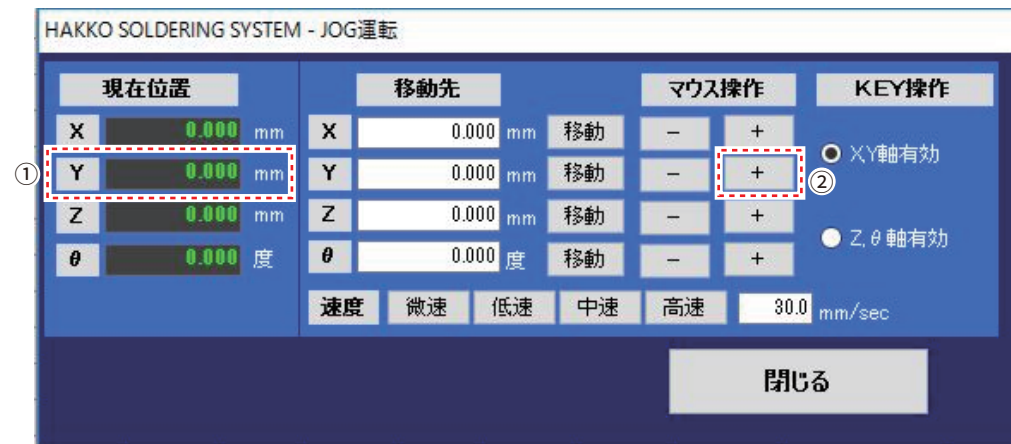 HAKKO SOLDERING SYSTEM - JOG運転
現在位置 移動先 マウス操作 KEY操作
X 0.000 mm X 0.000 mm 移動 − +
① Y 0.000 mm Y 0.000 mm 移動 − + ② X,Y軸有効
Z 0.000 mm Z 0.000 mm 移動 − +
θ 0.000 度 θ 0.000 度 移動 − + Z,θ軸有効
速度 微速 低速 中速 高速 30.0 mm/sec
閉じる